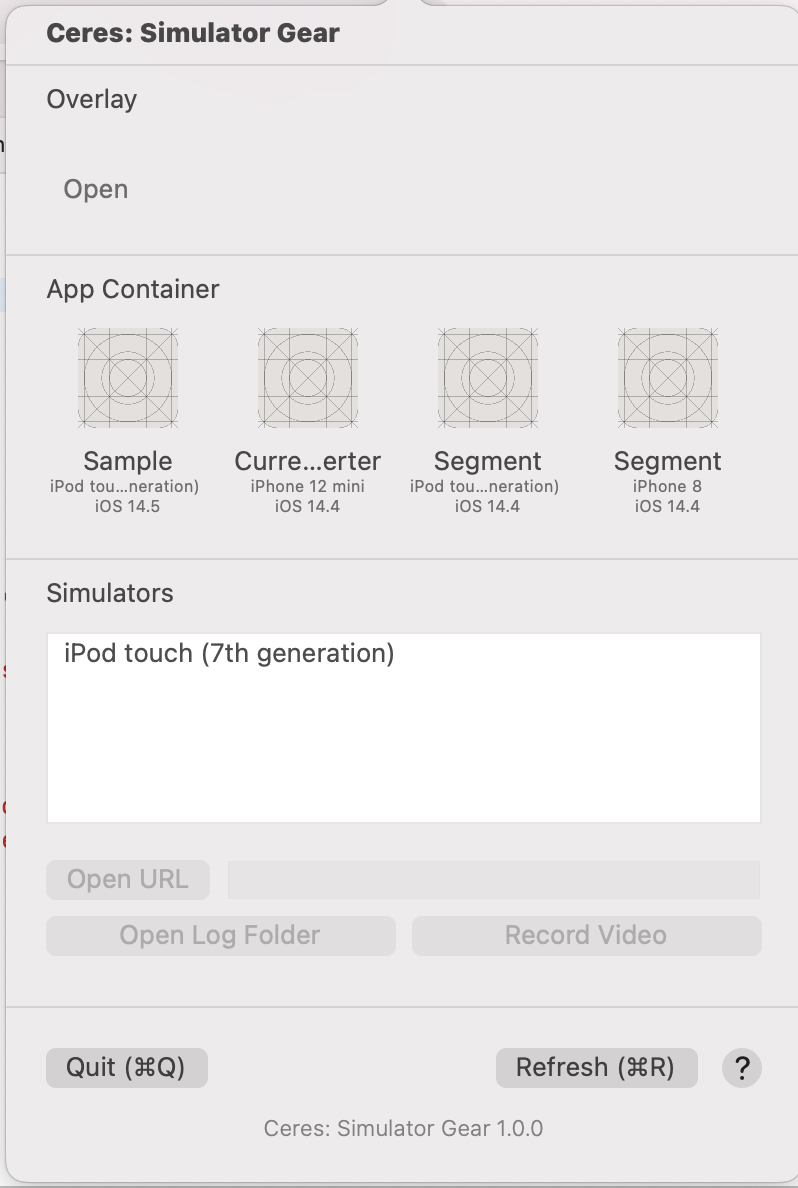 Ceres: Simulator Gear
Overlay
Open
App Container
Sample
iPod tou...neration)
iOS 14.5
Curre...erter
iPhone 12 mini
iOS 14.4
Segment
iPod tou...neration)
iOS 14.4
Segment
iPhone 8
iOS 14.4
Simulators
iPod touch (7th generation)
Open URL
Open Log Folder
Record Video
Quit (⌘Q)
Refresh (⌘R)
?
Ceres: Simulator Gear 1.0.0